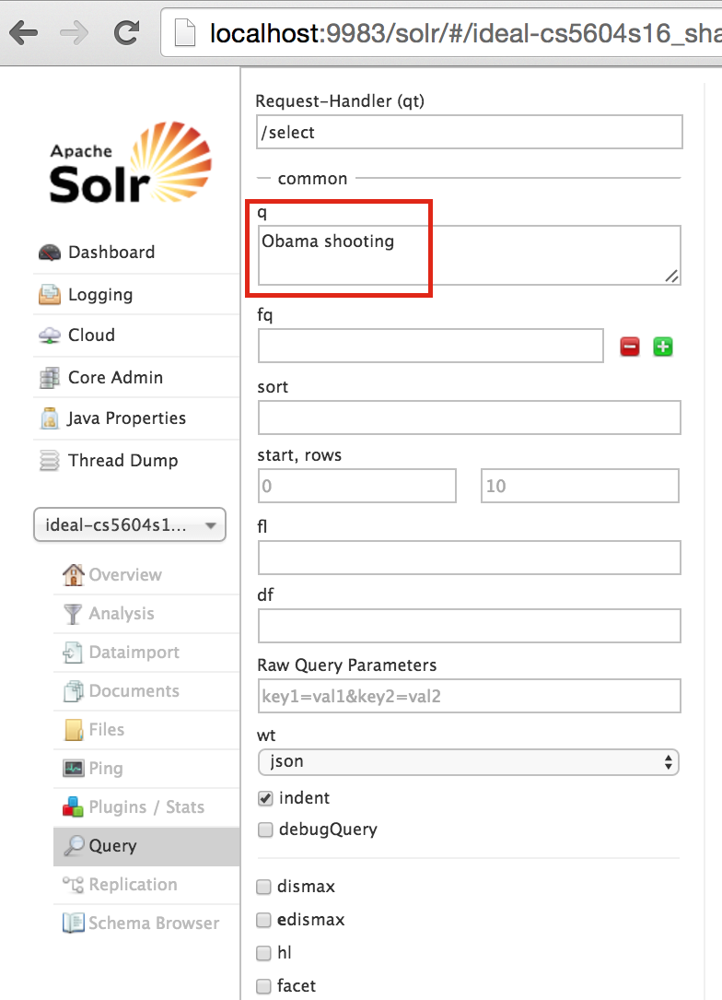 localhost:9983/solr/#/ideal-cs5604s16_sha
Apache
Solr
Dashboard
Logging
Cloud
Core Admin
Java Properties
Thread Dump
ideal-cs5604s1...
Overview
Analysis
Dataimport
Documents
Files
Ping
Plugins / Stats
Query
Replication
Schema Browser
Request-Handler (qt)
/select
common
q
Obama shooting
fq
sort
start, rows
0 10
fl
df
Raw Query Parameters
key1=val1&key2=val2
wt
json
indent
debugQuery
dismax
edismax
hl
facet